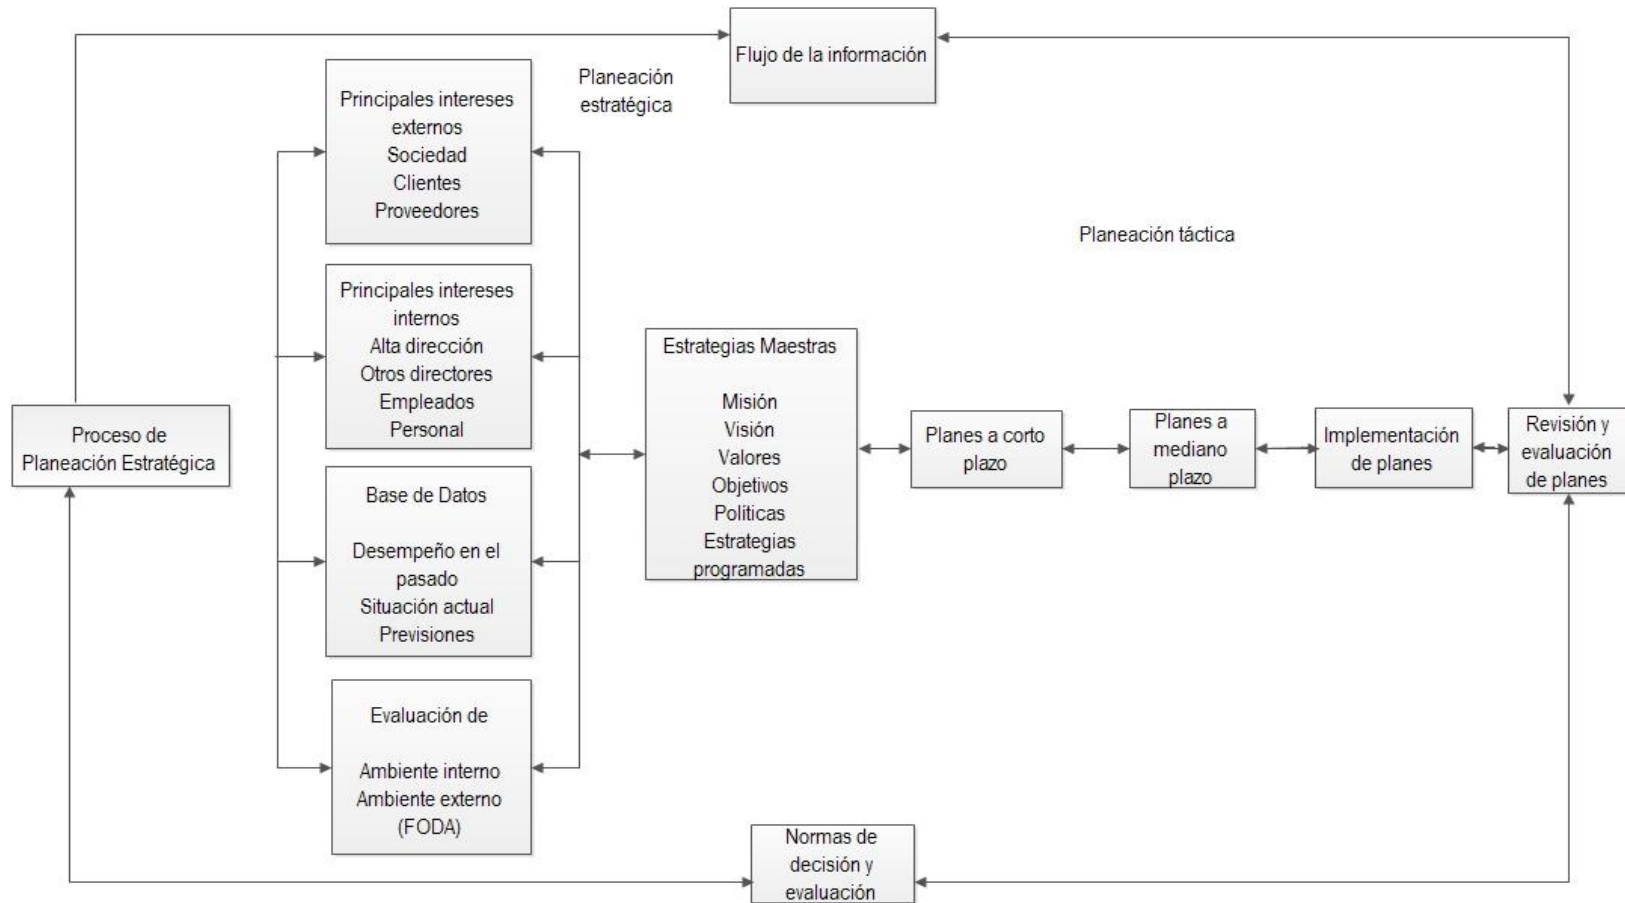 Flujo de la información
Planeación
estratégica
Planeación táctica
Proceso de
Planeación Estratégica
Principales intereses
externos
Sociedad
Clientes
Proveedores
Principales intereses
internos
Alta dirección
Otros directores
Empleados
Personal
Base de Datos
Desempeño en el
pasado
Situación actual
Previsiones
Evaluación de
Ambiente interno
Ambiente externo
(FODA)
Estrategias Maestras
Misión
Visión
Valores
Objetivos
Políticas
Estrategias
programadas
Planes a corto
plazo
Planes a
mediano
plazo
Implementación
de planes
Revisión y
evaluación
de planes
Normas de
decisión y
evaluación